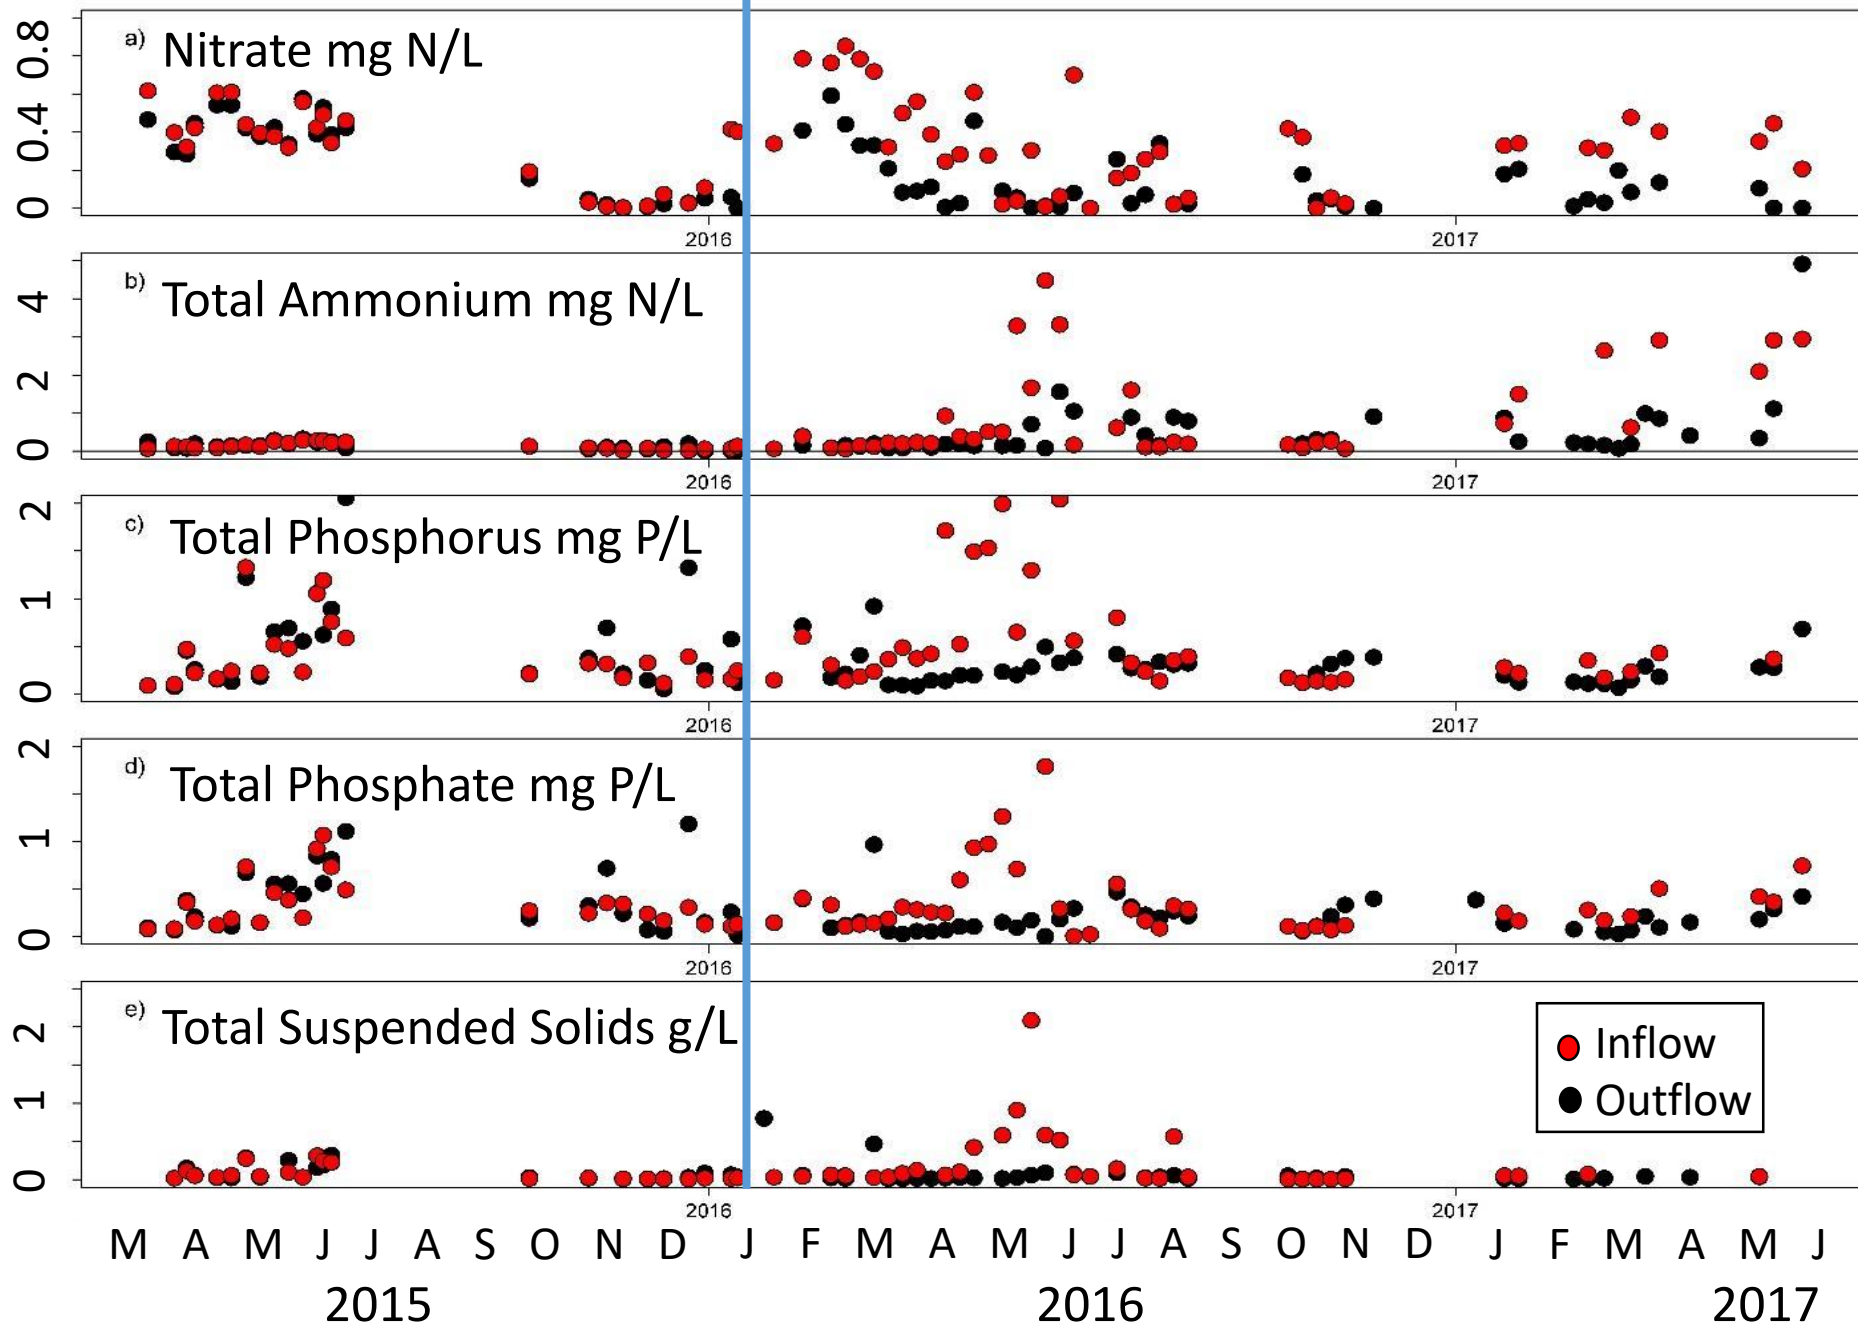 a) Nitrate mg N/L
0.8
0.4
0
2016 2017
b) Total Ammonium mg N/L
4
2
0
2016 2017
c) Total Phosphorus mg P/L
2
1
0
2016 2017
d) Total Phosphate mg P/L
2
1
0
2016 2017
e) Total Suspended Solids g/L
2
1
0
Inflow
Outflow
2016 2017
M A M J J A S O N D J F M A M J J A S O N D J F M A M J
2015 2016 2017